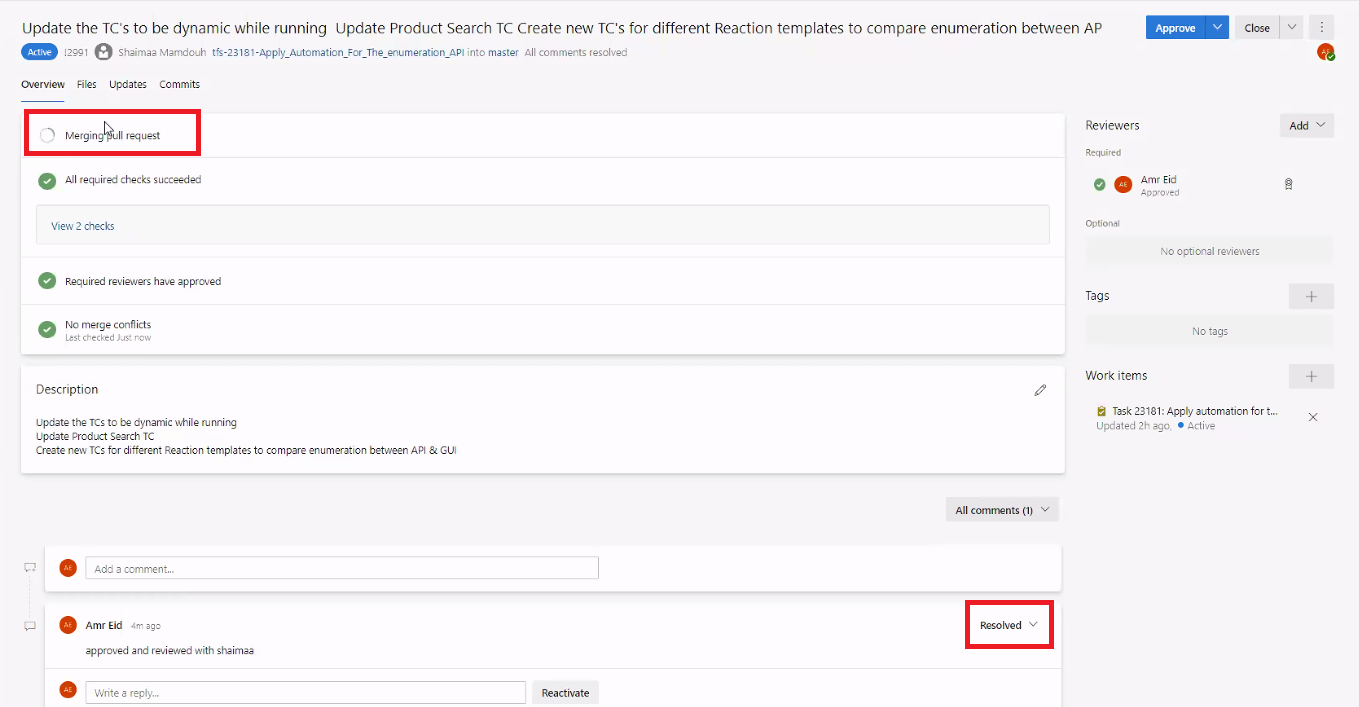 Update the TC's to be dynamic while running  Update Product Search TC Create new TC's for different Reaction templates to compare enumeration between AP
Approve
Close
Active
!2991
Shaimaa Mamdouh
tfs-23181-Apply_Automation_For_The_enumeration_API into master
All comments resolved
AE
Overview
Files
Updates
Commits
Merging pull request
All required checks succeeded
View 2 checks
Required reviewers have approved
No merge conflicts
Last checked Just now
Description
Update the TCs to be dynamic while running
Update Product Search TC
Create new TCs for different Reaction templates to compare enumeration between API & GUI
All comments (1)
AE
Add a comment...
AE
Amr Eid
4m ago
Resolved
approved and reviewed with shaimaa
AE
Write a reply...
Reactivate
Reviewers
Add
Required
AE
Amr Eid
Approved
Optional
No optional reviewers
Tags
No tags
Work items
Task 23181: Apply automation for t...
Updated 2h ago,
Active